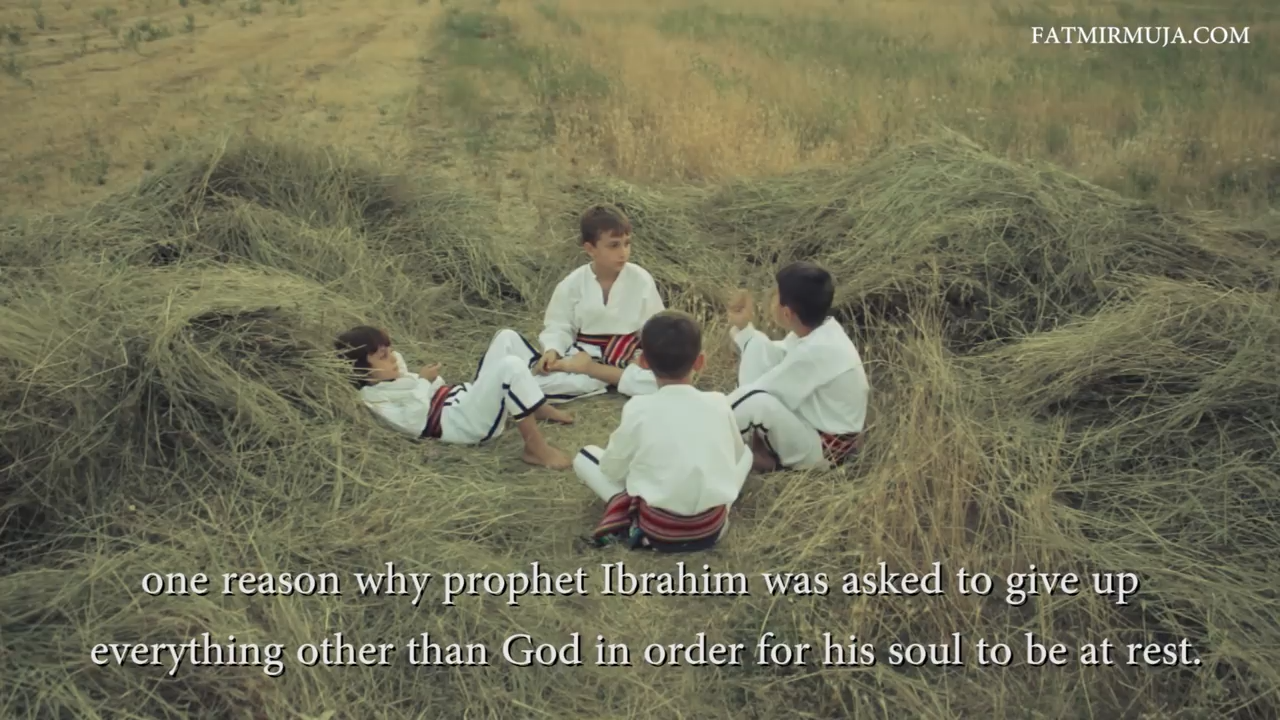 FATMIRMUJA.COM
one reason why prophet Ibrahim was asked to give up
everything other than God in order for his soul to be at rest.